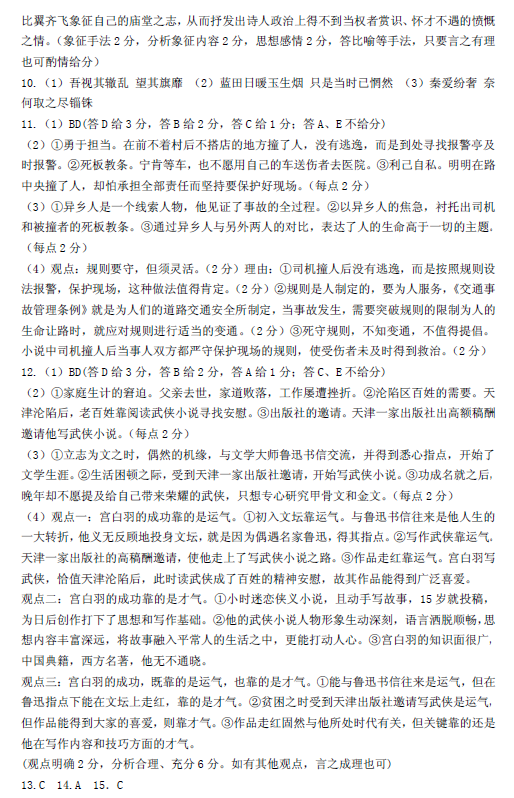 比翼齐飞象征自己的庙堂之志，从而抒发出诗人政治上得不到当权者赏识、怀才不遇的愤慨
之情。（象征手法 2 分，分析象征内容 2 分，思想感情 2 分，答比喻等手法，只要言之有理
也可酌情给分）
10.（1）吾视其辙乱 望其旗靡 （2）蓝田日暖玉生烟 只是当时已惘然 （3）秦爱纷奢 奈
何取之尽锱铢
11.（1）BD(答 D 给 3 分，答 B 给 2 分，答 C 给 1 分；答 A、E 不给分)
（2）①勇于担当。在前不着村后不搭店的地方撞了人，没有逃逸，而是到处寻找报警亭及
时报警。②死板教条。宁肯等车，也不愿用自己的车送伤者去医院。③利己自私。明明在路
中央撞了人，却怕承担全部责任而坚持要保护好现场。（每点 2 分）
（3）①异乡人是一个线索人物，他见证了事故的全过程。②以异乡人的焦急，衬托出司机
和被撞者的死板教条。③通过异乡人与另外两人的对比，表达了人的生命高于一切的主题。
（每点 2 分）
（4）观点：规则要守，但须灵活。（2 分）理由：①司机撞人后没有逃逸，而是按照规则设
法报警，保护现场，这种做法值得肯定。（2 分）②规则是人制定的，要为人服务，《交通事
故管理条例》就是为人们的道路交通安全所制定，当事故发生，需要突破规则的限制为人的
生命让路时，就应对规则进行适当的变通。（2 分）③死守规则，不知变通，不值得提倡。
小说中司机撞人后当事人双方都严守保护现场的规则，使受伤者未及时得到救治。（2 分）
12.（1）BD(答 D 给 3 分，答 B 给 2 分，答 A 给 1 分；答 C、E 不给分)
（2）①家庭生计的窘迫。父亲去世，家道败落，工作屡遭挫折。②沦陷区百姓的需要。天
津沦陷后，老百姓靠阅读武侠小说寻找安慰。③出版社的邀请。天津一家出版社出高额稿酬
邀请他写武侠小说。（每点 2 分）
（3）①立志为文之时，偶然的机缘，与文学大师鲁迅书信交流，并得到悉心指点，开始了
文学生涯。②生活困顿之际，受到天津一家出版社邀请，开始写武侠小说。③功成名就之后，
晚年却不愿提及给自己带来荣耀的武侠，只想专心研究甲骨文和金文。（每点 2 分）
（4）观点一：宫白羽的成功靠的是运气。①初入文坛靠运气。与鲁迅书信往来是他人生的
一大转折，他义无反顾地投身文坛，就是因为偶遇名家鲁迅，得其指点。②写作武侠靠运气。
天津一家出版社的高稿酬邀请，使他走上了写武侠小说之路。③作品走红靠运气。宫白羽写
武侠，恰值天津沦陷后，此时读武侠成了百姓的精神安慰，故其作品能得到广泛喜爱。
观点二：宫白羽的成功靠的是才气。①小时迷恋侠义小说，且动手写故事，15 岁就投稿，
为日后创作打下了思想和写作基础。②他的武侠小说人物形象生动深刻，语言洒脱顺畅，思
想内容丰富深远，将故事融入平常人的生活之中，更能打动人心。③宫白羽的知识面很广，
中国典籍，西方名著，他无不通晓。
观点三：宫白羽的成功，既靠的是运气，也靠的是才气。①能与鲁迅书信往来是运气，但在
鲁迅指点下能在文坛上走红，靠的是才气。②贫困之时受到天津出版社邀请写武侠是运气，
但作品能得到大家的喜爱，则靠才气。③作品走红固然与他所处时代有关，但关键靠的还是
他在写作内容和技巧方面的才气。
(观点明确 2 分，分析合理、充分 6 分。如有其他观点，言之成理也可)
13.C 14.A 15．C